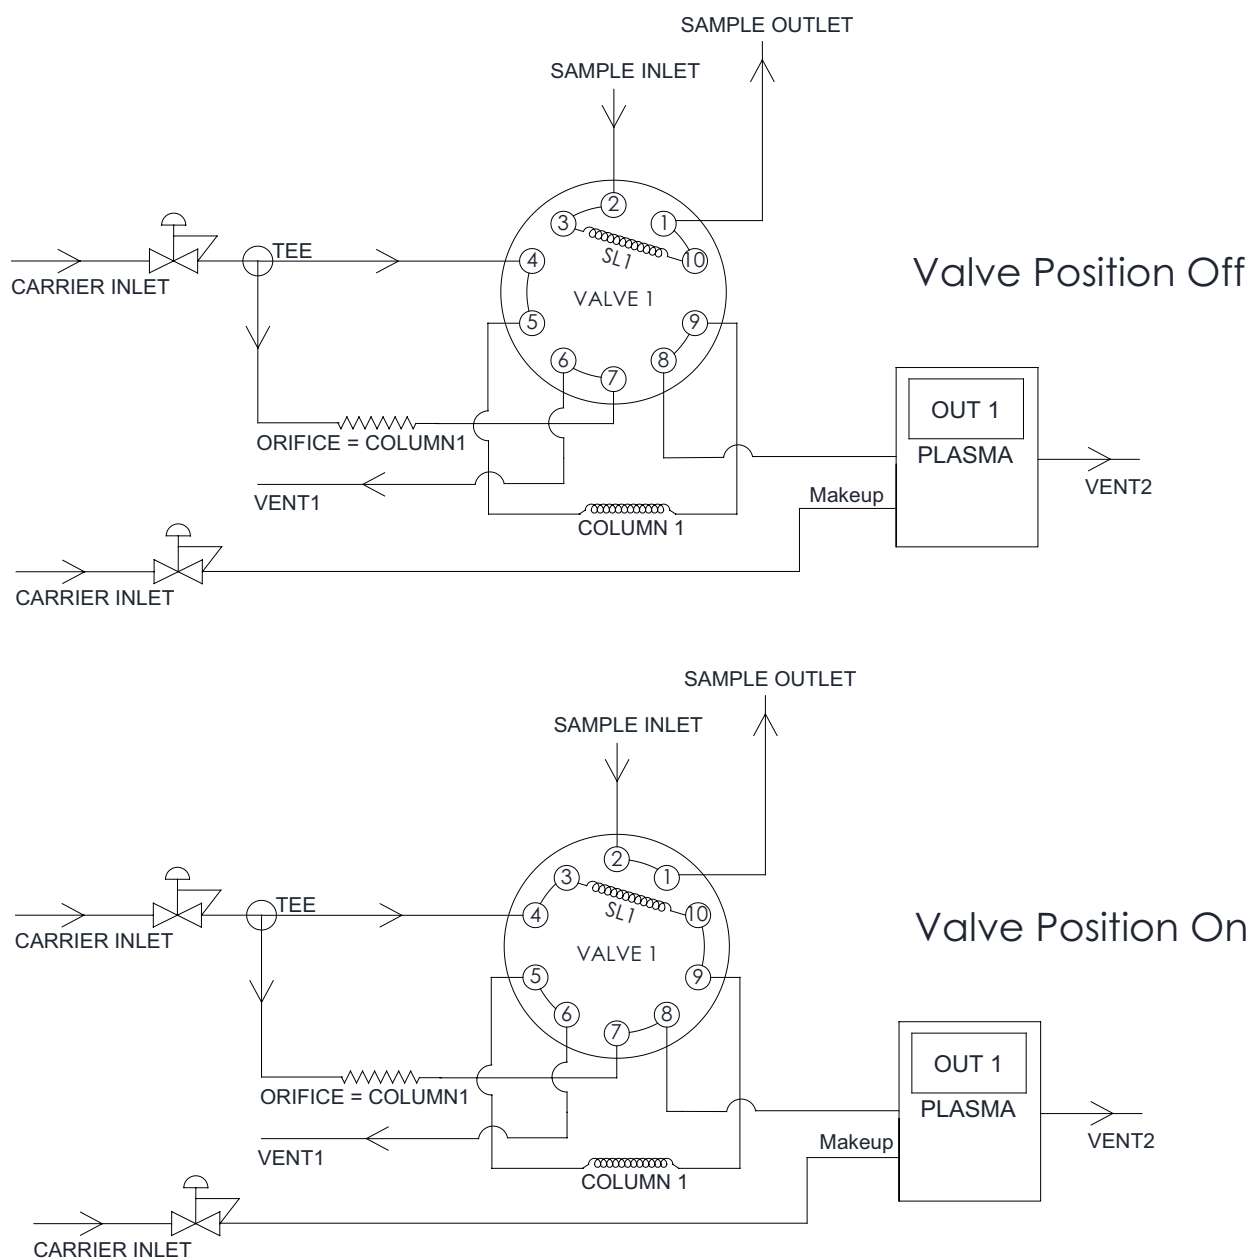 SAMPLE OUTLET
SAMPLE INLET
2
3
1
TEE
4
SL1
10
CARRIER INLET
Valve Position Off
VALVE 1
5
9
6
8
7
OUT 1
ORIFICE = COLUMN1
PLASMA
VENT1
Makeup
VENT2
COLUMN 1
CARRIER INLET
SAMPLE OUTLET
SAMPLE INLET
2
3
1
TEE
4
SL1
10
CARRIER INLET
Valve Position On
VALVE 1
5
9
6
8
7
OUT 1
ORIFICE = COLUMN1
PLASMA
VENT1
Makeup
VENT2
COLUMN 1
CARRIER INLET